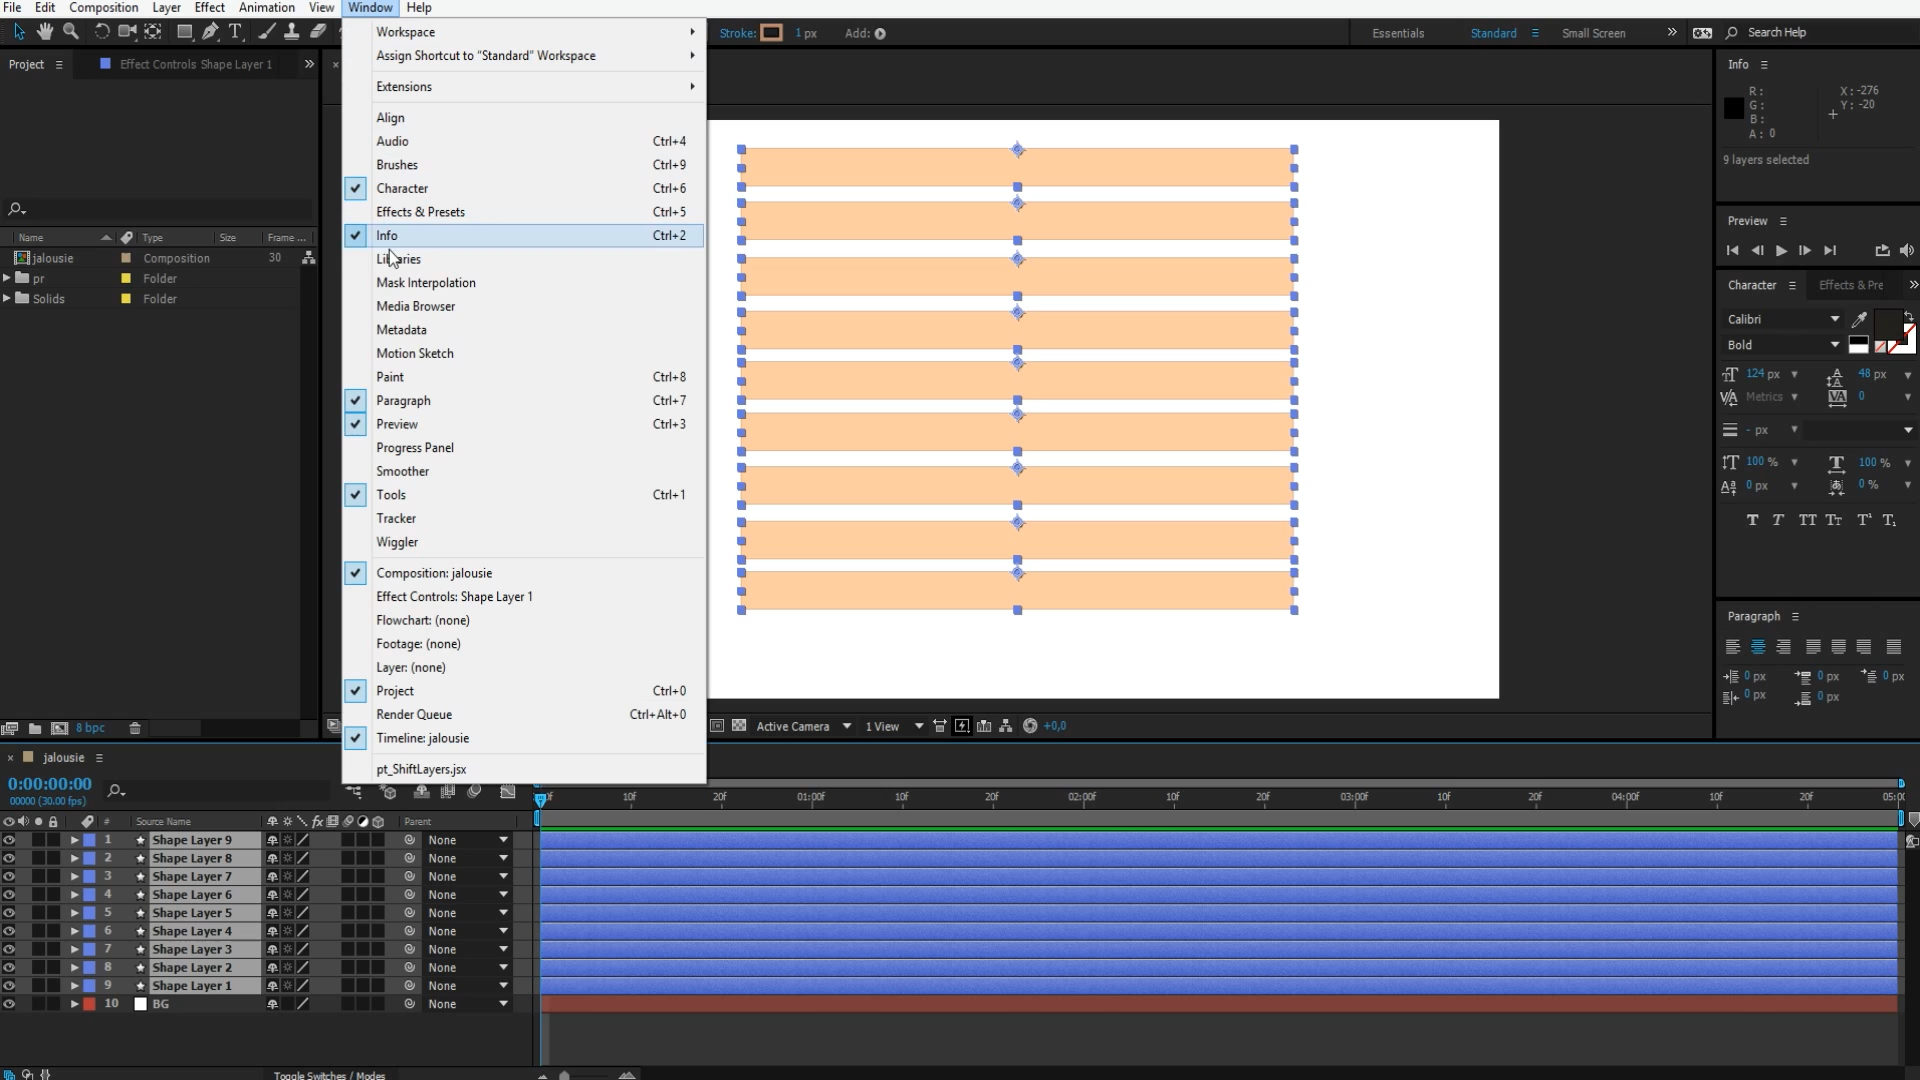 File Edit Composition Layer Effect Animation View Window Help
Stroke: 1 px Add:
Essentials Standard Small Screen Search Help
Project Effect Controls Shape Layer 1
Name Type Size Frame ...
jalousie Composition 30
pr Folder
Solids Folder
8 bpc
Workspace
Assign Shortcut to "Standard" Workspace
Extensions
Align
Audio Ctrl+4
Brushes Ctrl+9
Character Ctrl+6
Effects & Presets Ctrl+5
Info Ctrl+2
Libraries
Mask Interpolation
Media Browser
Metadata
Motion Sketch
Paint Ctrl+8
Paragraph Ctrl+7
Preview Ctrl+3
Progress Panel
Smoother
Tools Ctrl+1
Tracker
Wiggler
Composition: jalousie
Effect Controls: Shape Layer 1
Flowchart: (none)
Footage: (none)
Layer: (none)
Project Ctrl+0
Render Queue Ctrl+Alt+0
Timeline: jalousie
pt_ShiftLayers.jsx
Active Camera 1 View +0,0
Info
R: X: -276
G: Y: -20
B:
A: 0
9 layers selected
Preview
Character Effects & Pre
Calibri
Bold
124 px 48 px
Metrics 0
- px
100 % 100 %
0 px 0 %
T T TT Tt T¹ T₁
Paragraph
0 px 0 px 0 px
0 px 0 px
jalousie
0:00:00:00
00000 (30.00 fps)
10f 20f 01:00f 10f 20f 02:00f 10f 20f 03:00f 10f 20f 04:00f 10f 20f
# Source Name Parent
1 Shape Layer 9 None
2 Shape Layer 8 None
3 Shape Layer 7 None
4 Shape Layer 6 None
5 Shape Layer 5 None
6 Shape Layer 4 None
7 Shape Layer 3 None
8 Shape Layer 2 None
9 Shape Layer 1 None
10 BG None
Toggle Switches / Modes